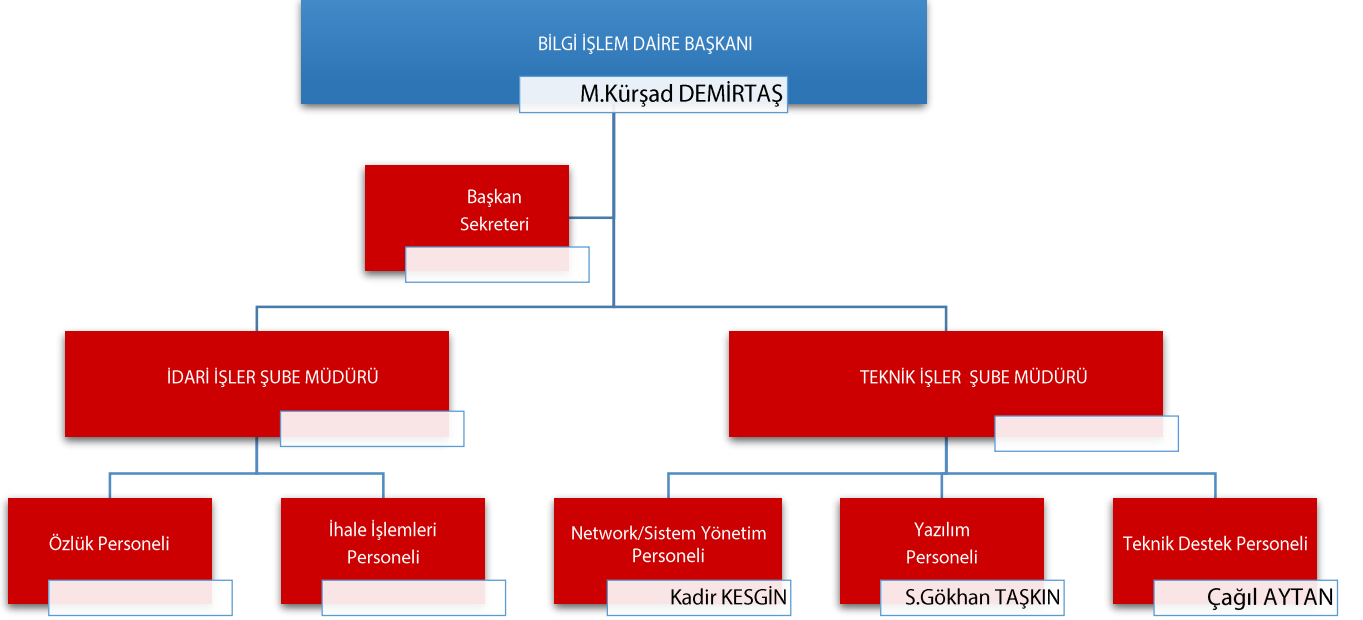 BİLGİ İŞLEM DAİRE BAŞKANI
M.Kürşad DEMİRTAŞ
Başkan
Sekreteri
İDARİ İŞLER ŞUBE MÜDÜRÜ
TEKNİK İŞLER ŞUBE MÜDÜRÜ
Özlük Personeli
İhale İşlemleri
Personeli
Network/Sistem Yönetim
Personeli
Kadir KESGİN
Yazılım
Personeli
S.Gökhan TAŞKIN
Teknik Destek Personeli
Çağıl AYTAN